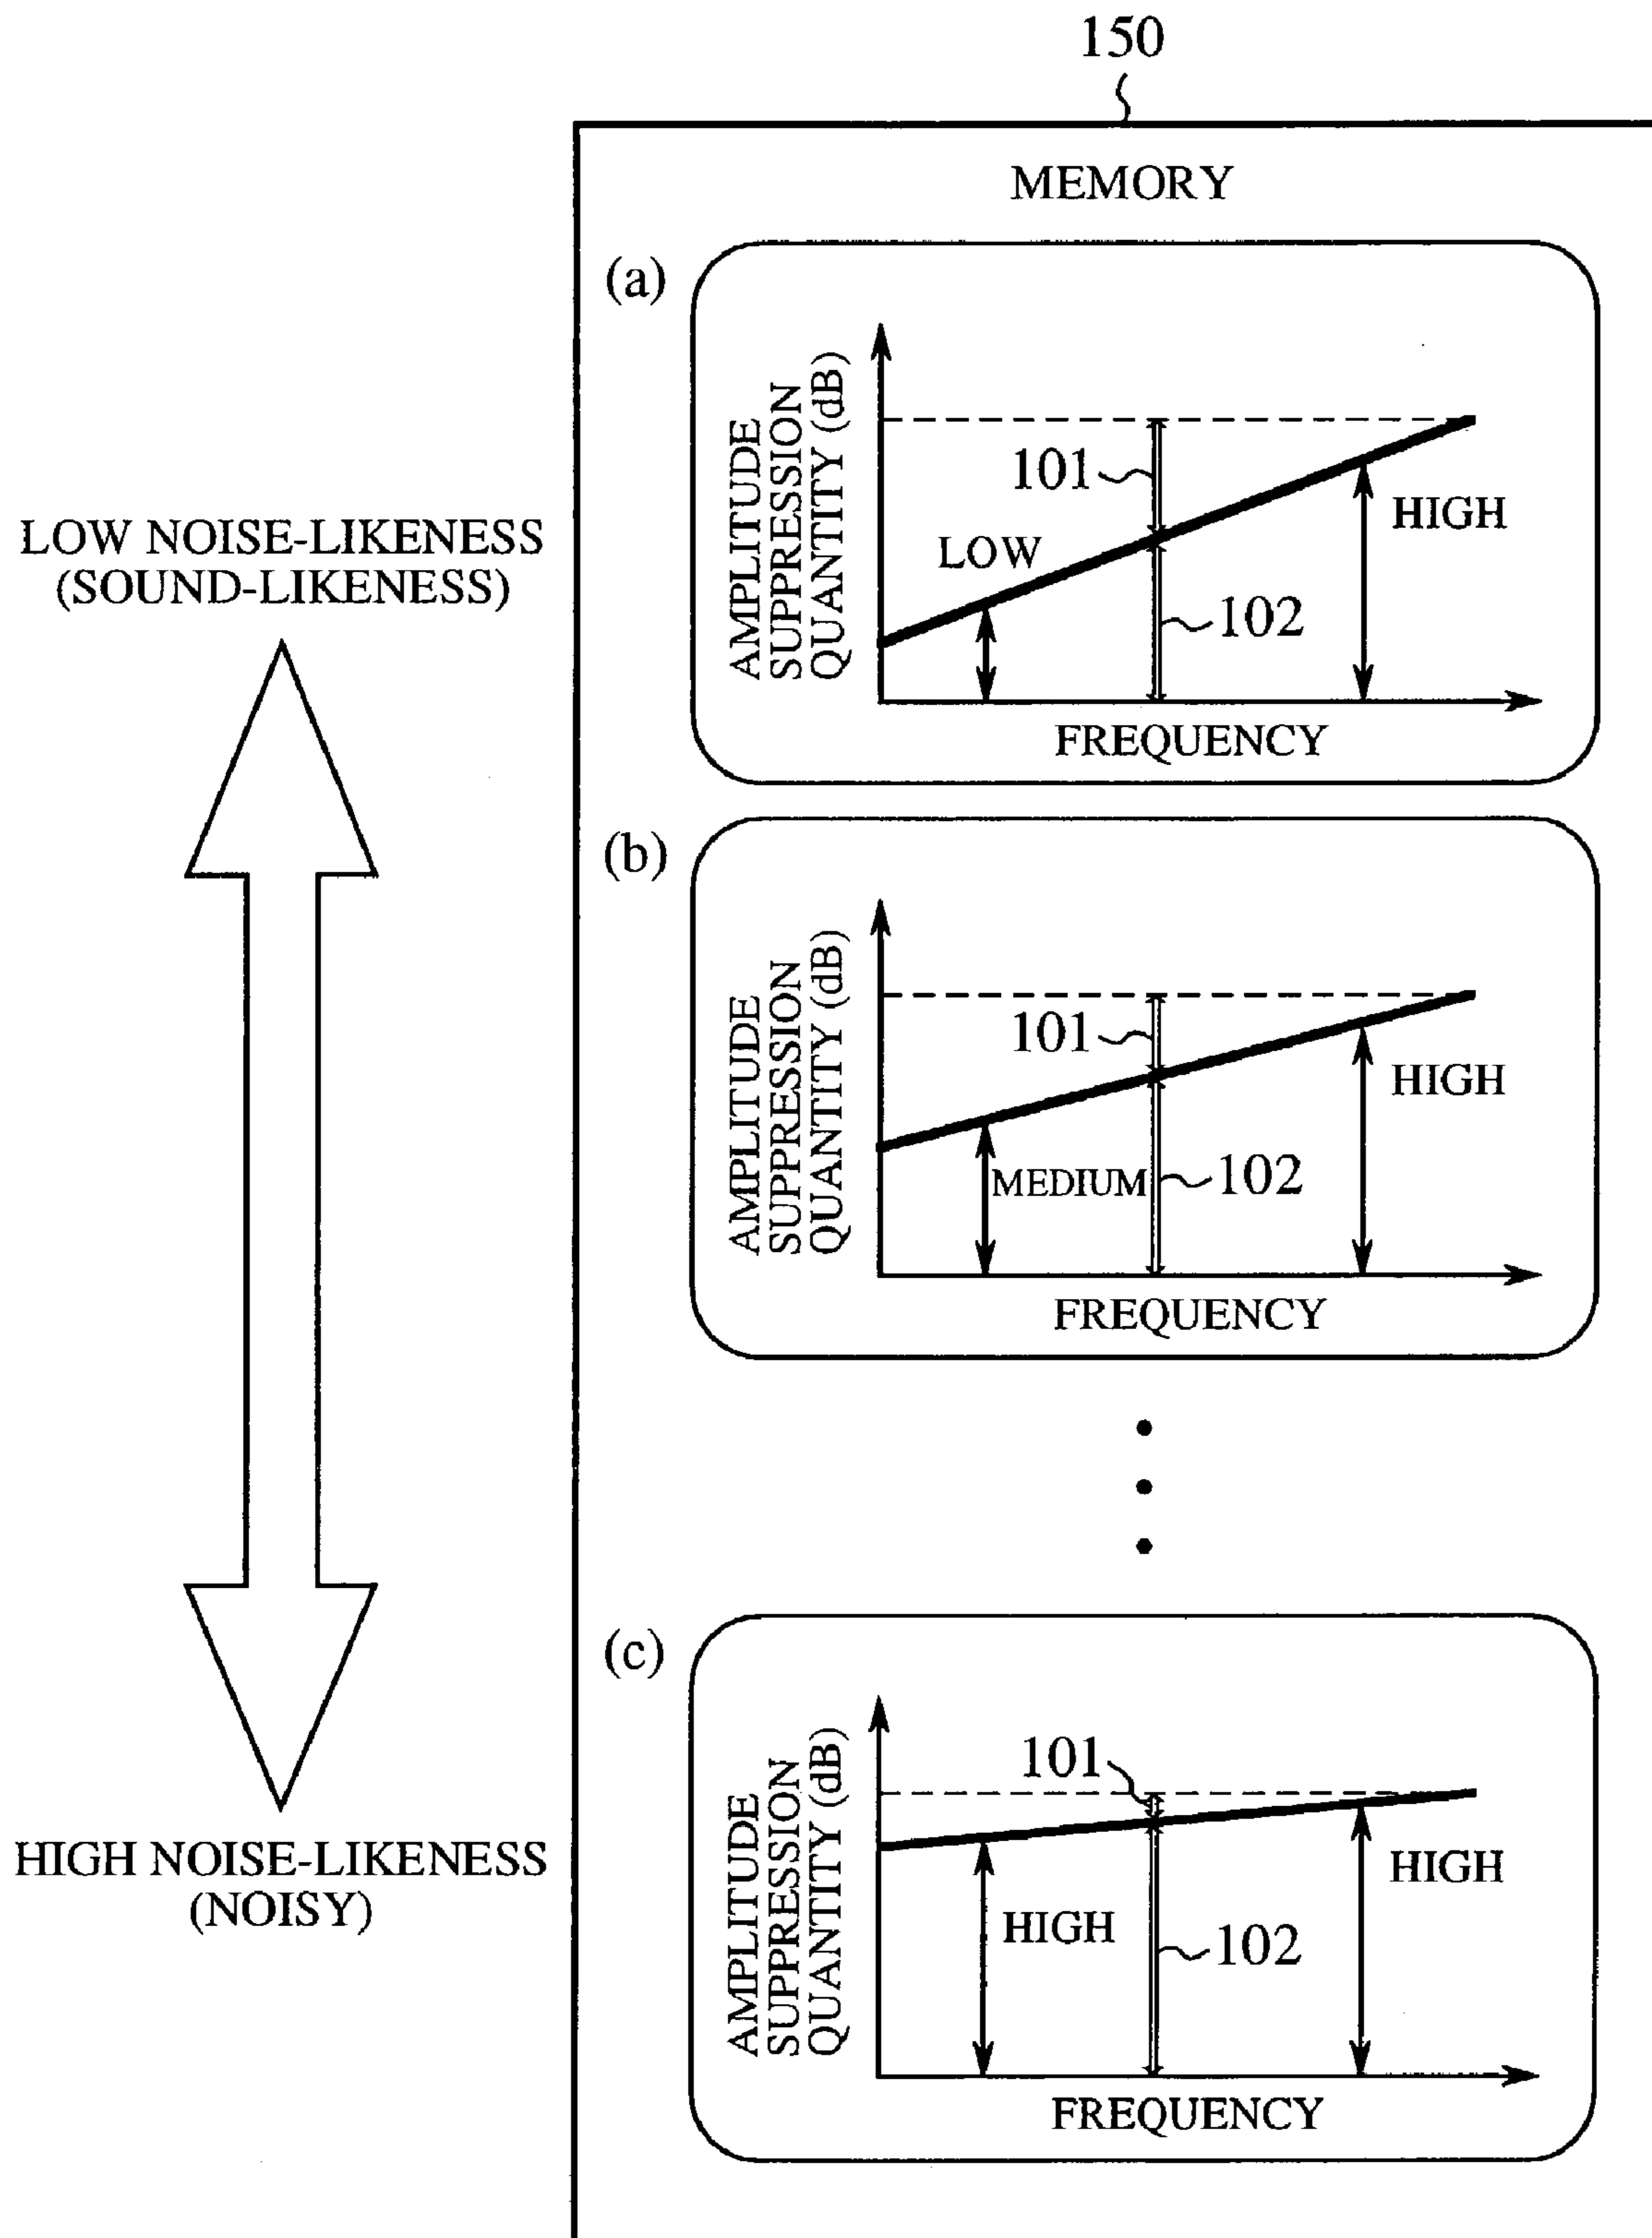 150
MEMORY
(a)
AMPLITUDE
SUPPRESSION
QUANTITY (dB)
101
LOW
HIGH
102
FREQUENCY
LOW NOISE-LIKENESS
(SOUND-LIKENESS)
(b)
AMPLITUDE
SUPPRESSION
QUANTITY (dB)
101
HIGH
MEDIUM
102
FREQUENCY
(c)
AMPLITUDE
SUPPRESSION
QUANTITY (dB)
101
HIGH
HIGH
102
FREQUENCY
HIGH NOISE-LIKENESS
(NOISY)